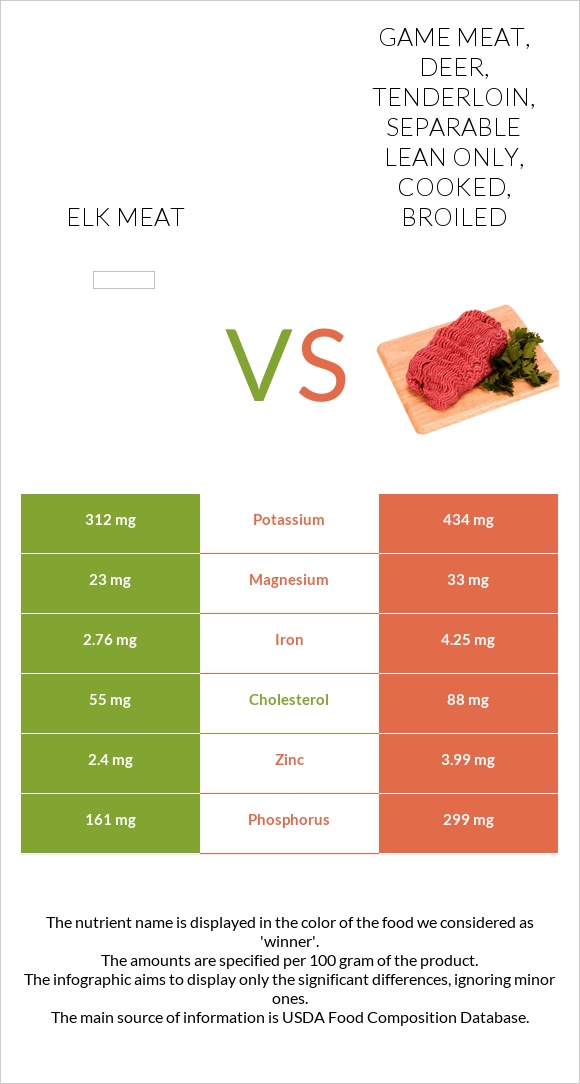 GAME MEAT,
DEER,
TENDERLOIN,
SEPARABLE
LEAN ONLY,
COOKED,
BROILED
ELK MEAT
VS
312 mg Potassium 434 mg
23 mg Magnesium 33 mg
2.76 mg Iron 4.25 mg
55 mg Cholesterol 88 mg
2.4 mg Zinc 3.99 mg
161 mg Phosphorus 299 mg
The nutrient name is displayed in the color of the food we considered as
'winner'.
The amounts are specified per 100 gram of the product.
The infographic aims to display only the significant differences, ignoring minor
ones.
The main source of information is USDA Food Composition Database.